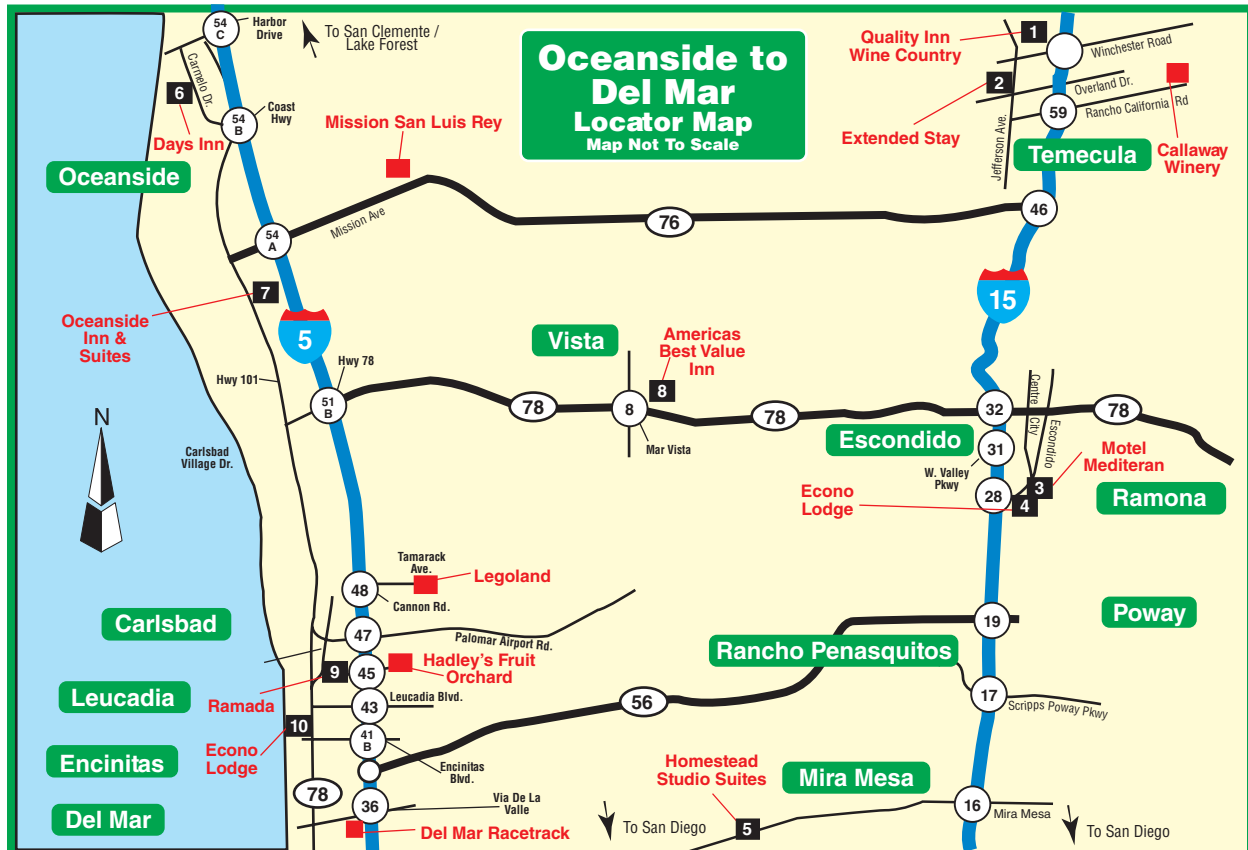 54
C
Harbor
Drive
To San Clemente /
Lake Forest
Oceanside to
Del Mar
Locator Map
Map Not To Scale
1
Quality Inn
Wine Country
Winchester Road
2
Overland Dr.
59
Rancho California Rd
Extended Stay
Jefferson Ave.
Temecula
Callaway
Winery
Carmelo Dr.
6
Days Inn
54
B
Coast
Hwy
Mission San Luis Rey
Oceanside
Mission Ave
54
A
76
46
7
Oceanside
Inn &
Suites
5
15
Vista
Americas
Best Value
Inn
8
Hwy 101
Hwy 78
51
B
78
8
78
32
78
Mar Vista
Centre City
Escondido
Escondido
31
W. Valley
Pkwy
Motel
Mediteran
3
Econo
Lodge
28
4
Ramona
N
Carlsbad
Village Dr.
Tamarack
Ave.
Legoland
48
Cannon Rd.
Carlsbad
47
Palomar Airport Rd.
19
Poway
Rancho Penasquitos
9
45
Hadley's Fruit
Orchard
Leucadia
Ramada
43
Leucadia Blvd.
56
17
Scripps Poway Pkwy
10
Econo
Lodge
41
B
Encinitas
Blvd.
Encinitas
Homestead
Studio Suites
Mira Mesa
78
36
Via De La
Valle
16
Mira Mesa
Del Mar
Del Mar Racetrack
To San Diego
5
To San Diego